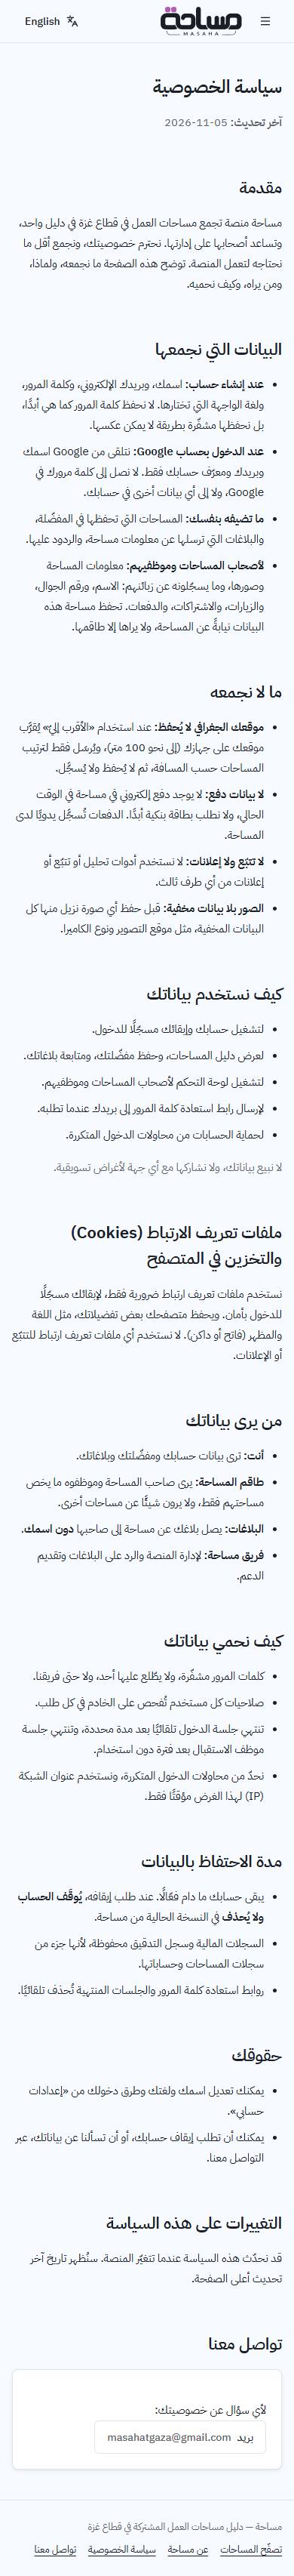 English
مساحة
MASAHA
سياسة الخصوصية
آخر تحديث: 05-11-2026
مقدمة
مساحة منصة تجمع مساحات العمل في قطاع غزة في دليل واحد،
وتساعد أصحابها على إدارتها. نحترم خصوصيتك، ونجمع أقل ما
نحتاجه لتعمل المنصة. توضح هذه الصفحة ما نجمعه، ولماذا،
ومن يراه، وكيف نحميه.
البيانات التي نجمعها
عند إنشاء حساب: اسمك، وبريدك الإلكتروني، وكلمة المرور،
ولغة الواجهة التي تختارها. لا نحفظ كلمة المرور كما هي أبدًا،
بل نحفظها مشفّرة بطريقة لا يمكن عكسها.
عند الدخول بحساب Google: نتلقى من Google اسمك
وبريدك ومعرّف حسابك فقط. لا نصل إلى كلمة مرورك في
Google، ولا إلى أي بيانات أخرى في حسابك.
ما تضيفه بنفسك: المساحات التي تحفظها في المفضّلة،
والبلاغات التي ترسلها عن معلومات مساحة، والردود عليها.
لأصحاب المساحات وموظفيهم: معلومات المساحة
وصورها، وما يسجّلونه عن زبائنهم: الاسم، ورقم الجوال،
والزيارات، والاشتراكات، والدفعات. تحفظ مساحة هذه
البيانات نيابةً عن المساحة، ولا يراها إلا طاقمها.
ما لا نجمعه
موقعك الجغرافي لا يُحفظ: عند استخدام «الأقرب إليّ» يُقرَّب
موقعك على جهازك (إلى نحو 100 متر)، ويُرسَل فقط لترتيب
المساحات حسب المسافة، ثم لا يُحفظ ولا يُسجَّل.
لا بيانات دفع: لا يوجد دفع إلكتروني في مساحة في الوقت
الحالي، ولا نطلب بطاقة بنكية أبدًا. الدفعات تُسجَّل يدويًا لدى
المساحة.
لا تتبّع ولا إعلانات: لا نستخدم أدوات تحليل أو تتبّع أو
إعلانات من أي طرف ثالث.
الصور بلا بيانات مخفية: قبل حفظ أي صورة نزيل منها كل
البيانات المخفية، مثل موقع التصوير ونوع الكاميرا.
كيف نستخدم بياناتك
لتشغيل حسابك وإبقائك مسجّلًا للدخول.
لعرض دليل المساحات، وحفظ مفضّلتك، ومتابعة بلاغاتك.
لتشغيل لوحة التحكم لأصحاب المساحات وموظفيهم.
لإرسال رابط استعادة كلمة المرور إلى بريدك عندما تطلبه.
لحماية الحسابات من محاولات الدخول المتكررة.
لا نبيع بياناتك، ولا نشاركها مع أي جهة لأغراض تسويقية.
ملفات تعريف الارتباط (Cookies)
والتخزين في المتصفح
نستخدم ملفات تعريف ارتباط ضرورية فقط، لإبقائك مسجّلًا
للدخول بأمان. ويحفظ متصفحك بعض تفضيلاتك، مثل اللغة
والمظهر (فاتح أو داكن). لا نستخدم أي ملفات تعريف ارتباط للتتبّع
أو الإعلانات.
من يرى بياناتك
أنت: ترى بيانات حسابك ومفضّلتك وبلاغاتك.
طاقم المساحة: يرى صاحب المساحة وموظفوه ما يخص
مساحتهم فقط، ولا يرون شيئًا عن مساحات أخرى.
البلاغات: يصل بلاغك عن مساحة إلى صاحبها دون اسمك.
فريق مساحة: لإدارة المنصة والرد على البلاغات وتقديم
الدعم.
كيف نحمي بياناتك
كلمات المرور مشفّرة، ولا يطّلع عليها أحد، ولا حتى فريقنا.
صلاحيات كل مستخدم تُفحص على الخادم في كل طلب.
تنتهي جلسة الدخول تلقائيًا بعد مدة محددة، وتنتهي جلسة
موظف الاستقبال بعد فترة دون استخدام.
نحدّ من محاولات الدخول المتكررة، ونستخدم عنوان الشبكة
(IP) لهذا الغرض مؤقتًا فقط.
مدة الاحتفاظ بالبيانات
يبقى حسابك ما دام فعّالًا. عند طلب إيقافه، يُوقَف الحساب
ولا يُحذف في النسخة الحالية من مساحة.
السجلات المالية وسجل التدقيق محفوظة، لأنها جزء من
سجلات المساحات وحساباتها.
روابط استعادة كلمة المرور والجلسات المنتهية تُحذف تلقائيًا.
حقوقك
يمكنك تعديل اسمك ولغتك وطرق دخولك من «إعدادات
حسابي».
يمكنك أن تطلب إيقاف حسابك، أو أن تسألنا عن بياناتك، عبر
التواصل معنا.
التغييرات على هذه السياسة
قد نحدّث هذه السياسة عندما تتغيّر المنصة. سنُظهر تاريخ آخر
تحديث أعلى الصفحة.
تواصل معنا
لأي سؤال عن خصوصيتك:
بريد masahatgaza@gmail.com
مساحة — دليل مساحات العمل المشتركة في قطاع غزة
تصفّح المساحات عن مساحة سياسة الخصوصية تواصل معنا